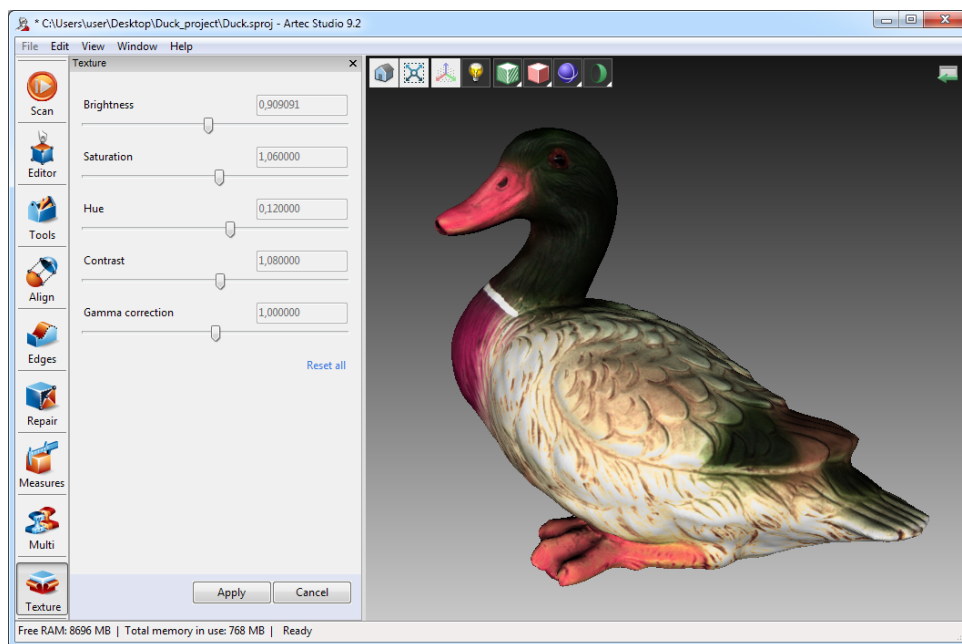 * C:\Users\user\Desktop\Duck_project\Duck.sproj - Artec Studio 9.2
File Edit View Window Help
Scan
Editor
Tools
Align
Edges
Repair
Measures
Multi
Texture
Texture
Brightness 0,909091
Saturation 1,060000
Hue 0,120000
Contrast 1,080000
Gamma correction 1,000000
Reset all
Apply Cancel
Free RAM: 8696 MB | Total memory in use: 768 MB | Ready